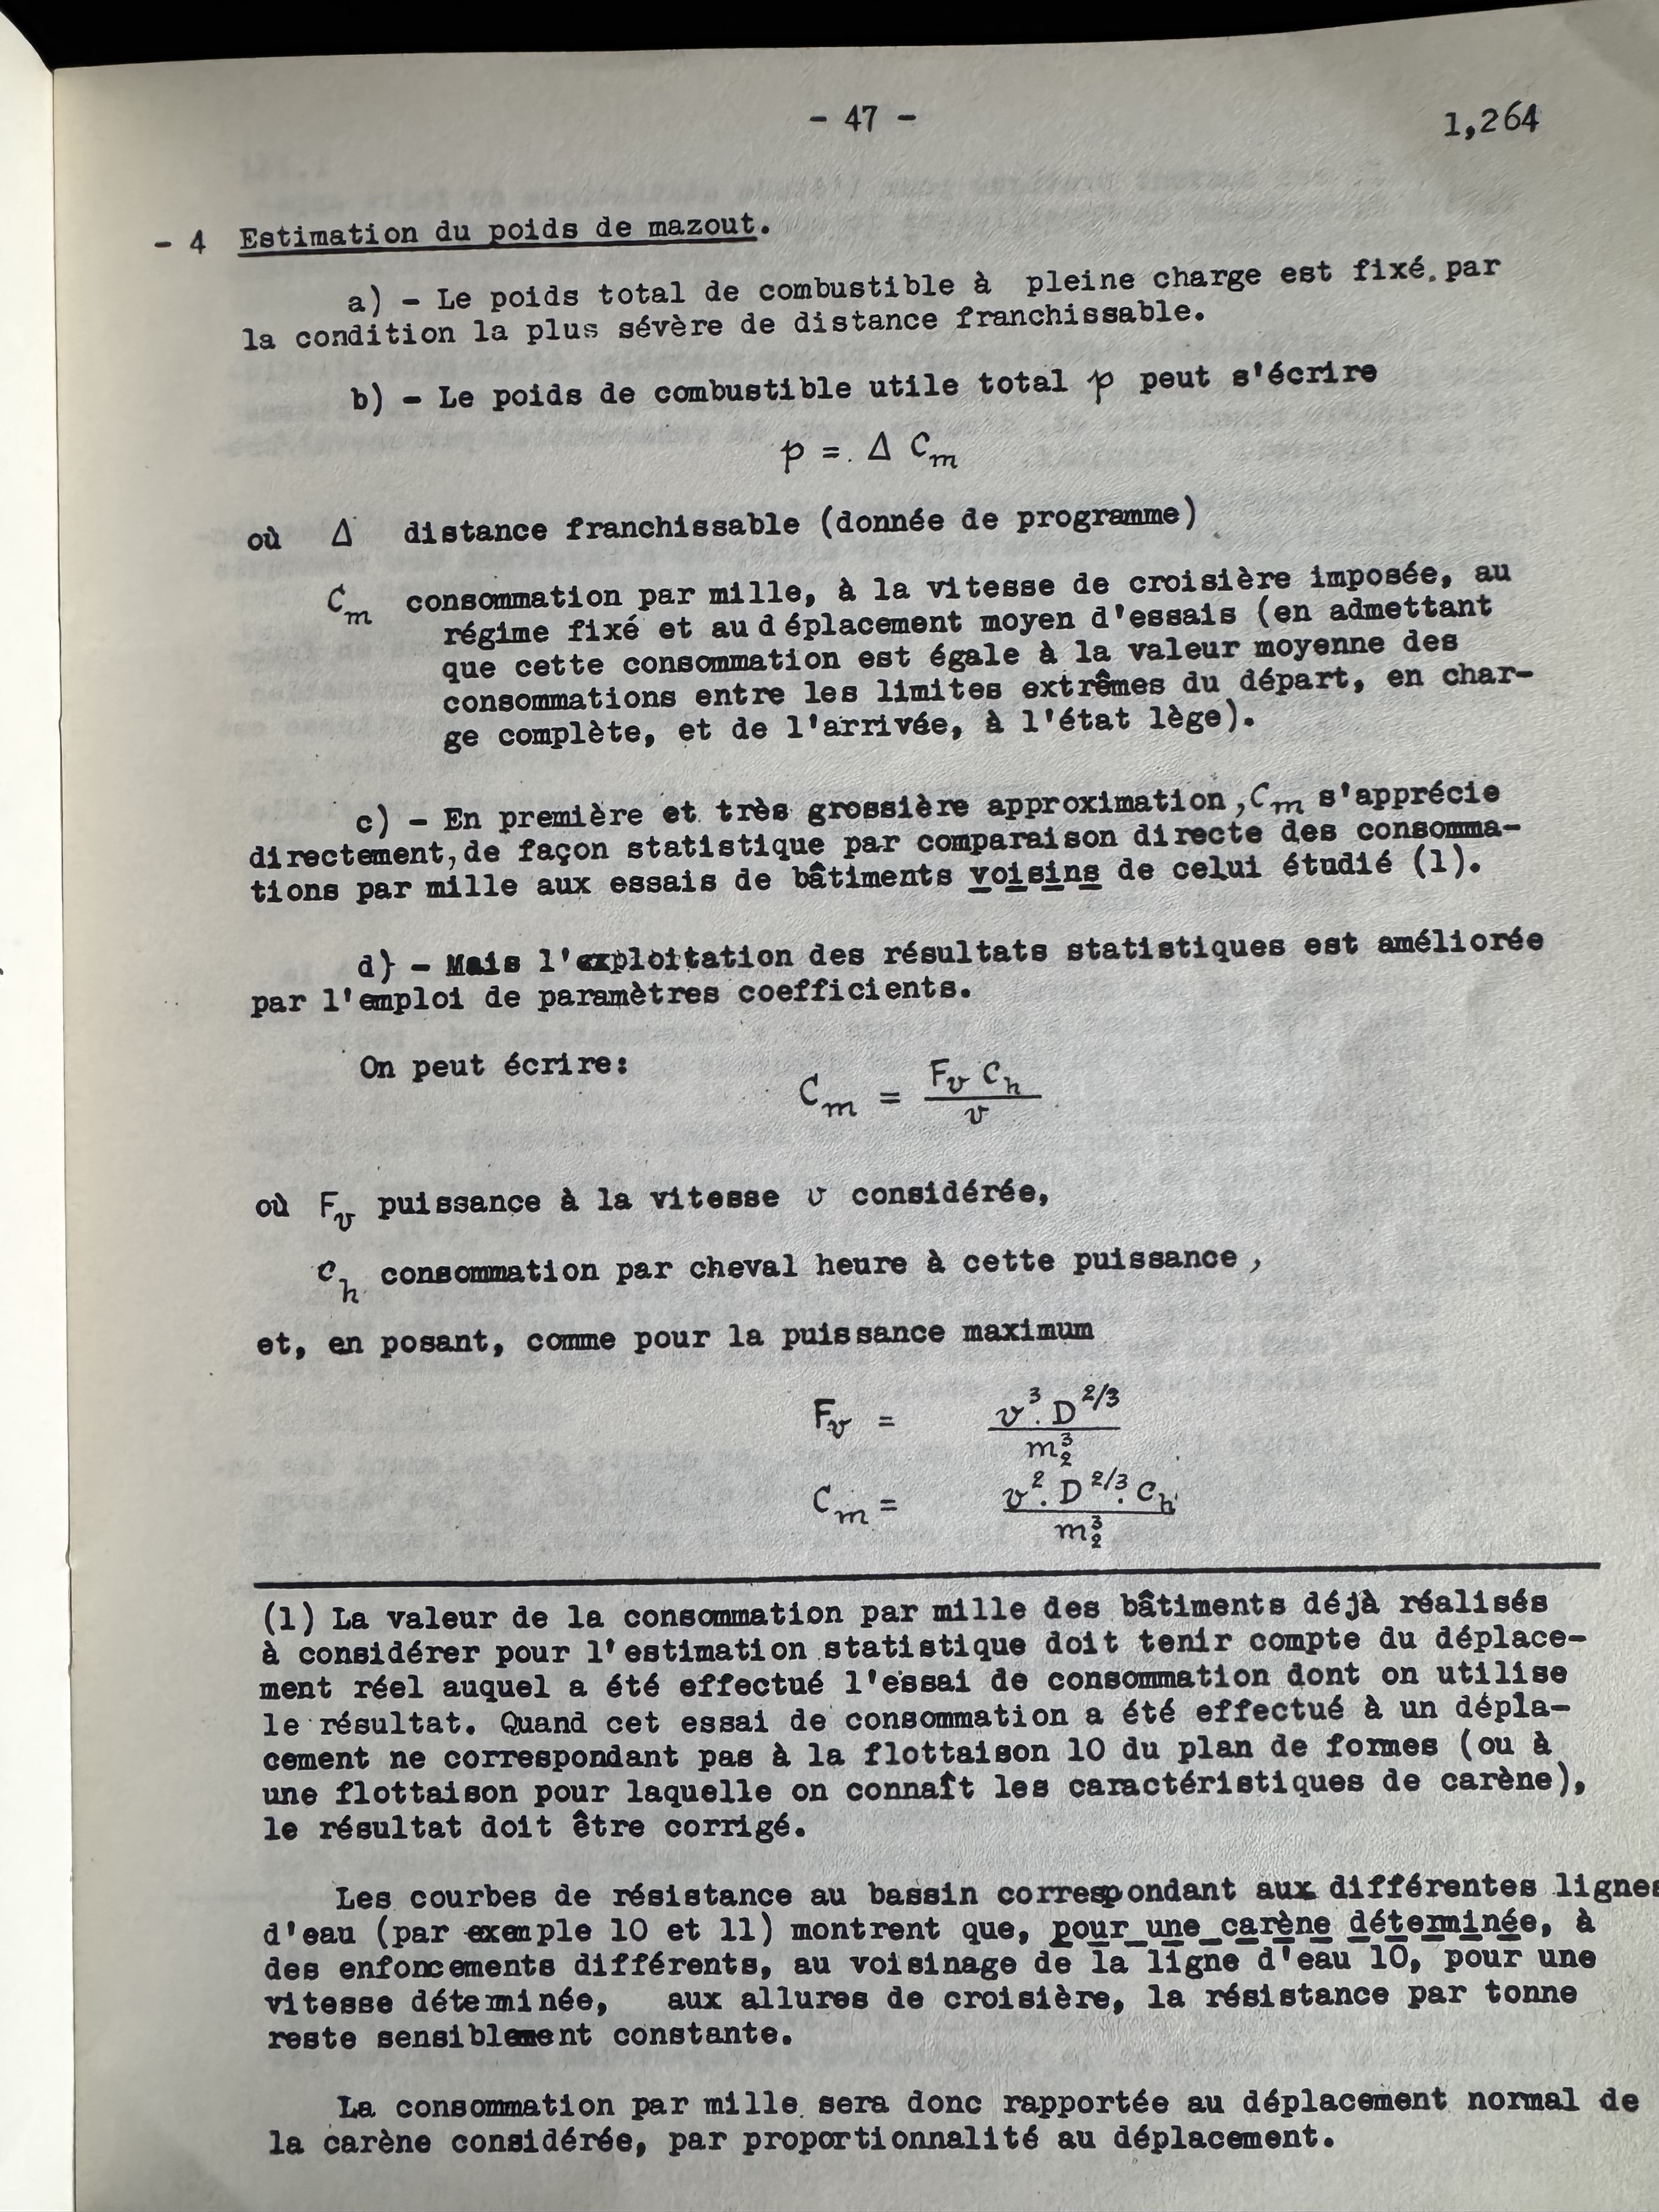 - 47 -
1,264
- 4 Estimation du poids de mazout.
a) - Le poids total de combustible à pleine charge est fixé par
la condition la plus sévère de distance franchissable.
b) - Le poids de combustible utile total p peut s'écrire
p = Δ Cm
où Δ distance franchissable (donnée de programme)
Cm consommation par mille, à la vitesse de croisière imposée, au
régime fixé et au déplacement moyen d'essais (en admettant
que cette consommation est égale à la valeur moyenne des
consommations entre les limites extrêmes du départ, en char-
ge complète, et de l'arrivée, à l'état lège).
c) - En première et très grossière approximation, Cm s'apprécie
directement, de façon statistique par comparaison directe des consomma-
tions par mille aux essais de bâtiments voisins de celui étudié (1).
d) - Mais l'exploitation des résultats statistiques est améliorée
par l'emploi de paramètres coefficients.
On peut écrire:
Cm = Fv Ch / v
où Fv puissance à la vitesse v considérée,
Ch consommation par cheval heure à cette puissance,
et, en posant, comme pour la puissance maximum
Fv = v³. D^2/3 / m₂³
Cm = v². D^2/3. Ch / m₂³
(1) La valeur de la consommation par mille des bâtiments déjà réalisés
à considérer pour l'estimation statistique doit tenir compte du déplace-
ment réel auquel a été effectué l'essai de consommation dont on utilise
le résultat. Quand cet essai de consommation a été effectué à un dépla-
cement ne correspondant pas à la flottaison 10 du plan de formes (ou à
une flottaison pour laquelle on connaît les caractéristiques de carène),
le résultat doit être corrigé.
Les courbes de résistance au bassin correspondant aux différentes lignes
d'eau (par exemple 10 et 11) montrent que, pour une carène déterminée, à
des enfoncements différents, au voisinage de la ligne d'eau 10, pour une
vitesse déterminée, aux allures de croisière, la résistance par tonne
reste sensiblement constante.
La consommation par mille sera donc rapportée au déplacement normal de
la carène considérée, par proportionnalité au déplacement.